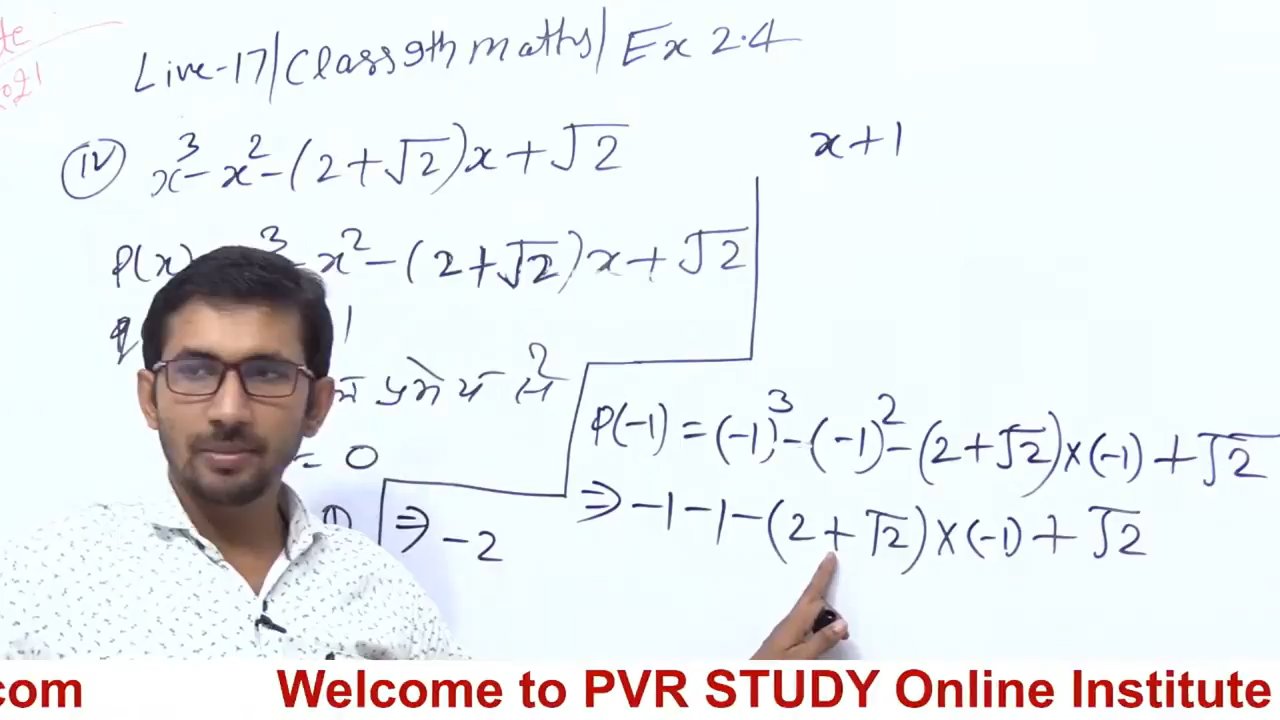 Live-17/Class 9th maths/Ex 2.4
(iv) x³-x²-(2+√2)x+√2 x+1
P(x) ³-x²-(2+√2)x+√2
1
= 0
P(-1) = (-1)³-(-1)²-(2+√2)×(-1)+√2
⇒ -1-1-(2+√2)×(-1)+√2
⇒ -2
.com Welcome to PVR STUDY Online Institute